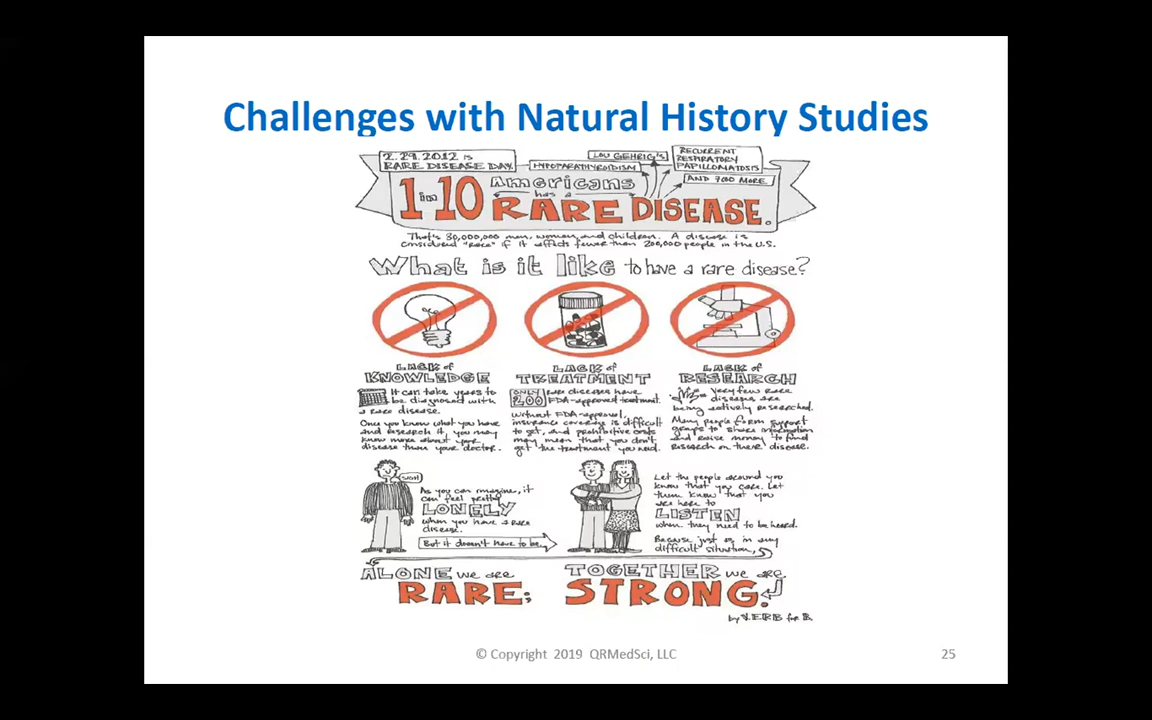 Challenges with Natural History Studies
2.29.2012 is
RARE DISEASE DAY.
HYPOPARATHYROIDISM
LOU GEHRIG'S
RECURRENT
RESPIRATORY
PAPILLOMATOSIS
AND 7000 MORE
1 in 10 Americans
has a
RARE DISEASE.
That's 30,000,000 men, women, and children. A disease is
considered "rare" if it affects fewer than 200,000 people in the U.S.
What is it like to have a rare disease?
LACK of
KNOWLEDGE
It can take years to
be diagnosed with
a rare disease.
Once you know what you have
and research it, you may
know more about your
disease than your doctor.
LACK of
TREATMENT
ONLY
200
rare diseases have
FDA-approved treatment.
Without FDA-approval,
insurance covering is difficult
to get, and prohibitive costs
may mean that you don't
get the treatment you need.
LACK of
RESEARCH
Very few rare
diseases are
being actively researched.
Many people form support
groups to share information
and raise money to fund
research on their disease.
SIGH
As you can imagine, it
can feel pretty
LONELY
when you have a rare
disease.
But it doesn't have to be...
Let the people around you
know that you care. Let
them know that you
are here to
LISTEN
when they need to be heard.
Because just as in any
difficult situation,
ALONE we are
RARE;
TOGETHER we are
STRONG.
© Copyright 2019 QRMedSci, LLC
25